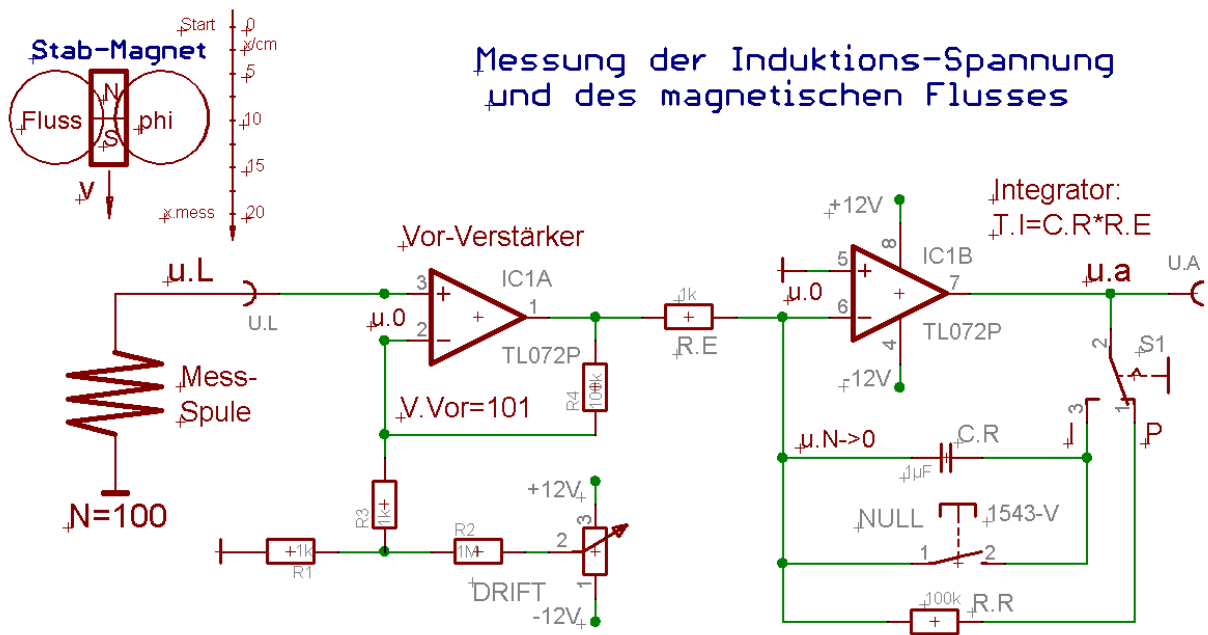 Start
0
x/cm
5
10
15
x.mess
20
Stab-Magnet
N
S
Fluss
phi
v
Messung der Induktions-Spannung
und des magnetischen Flusses
Integrator:
T.I=C.R*R.E
Vor-Verstärker
u.L
U.L
u.0
3
+
2
-
1
IC1A
TL072P
1k
R.E
R4
100k
V.Vor=101
Mess-
Spule
N=100
+12V
8
5
+
6
-
7
4
-12V
IC1B
TL072P
u.0
u.a
U.A
2
S1
3
1
I
P
u.N->0
C.R
1µF
NULL
1543-V
1
2
100k
R.R
R3
1k
1k
R1
R2
1M
DRIFT
+12V
3
2
1
-12V